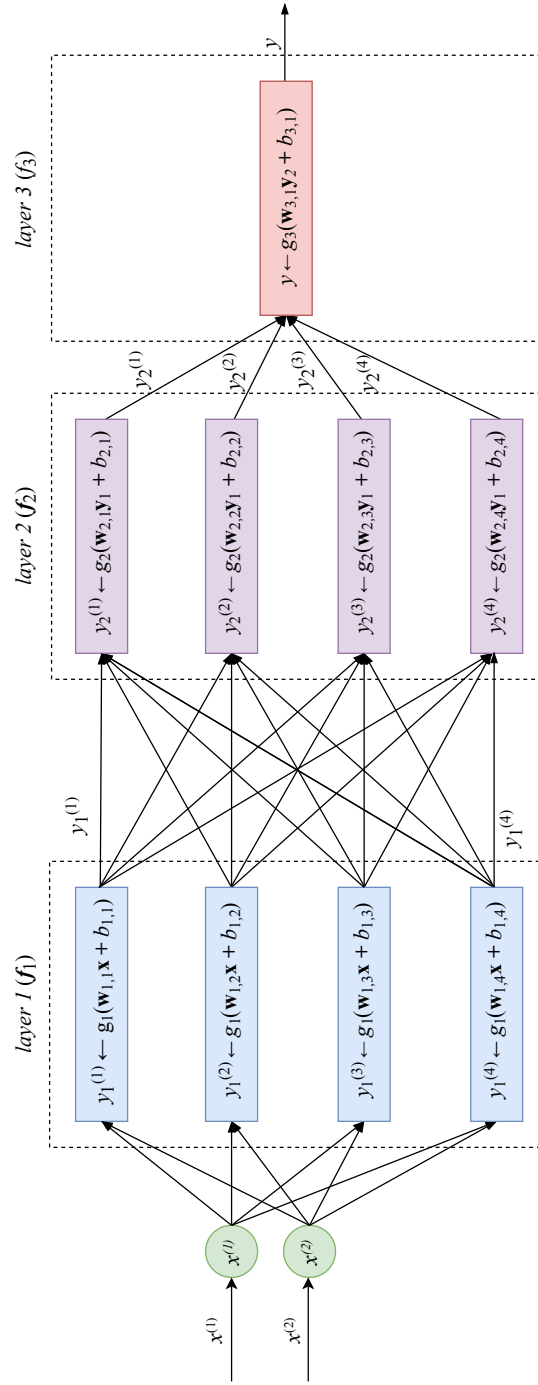 layer 1 (f₁)
layer 2 (f₂)
layer 3 (f₃)
x⁽¹⁾
x⁽²⁾
x⁽¹⁾
x⁽²⁾
y₁⁽¹⁾ ← g₁(w₁,₁x + b₁,₁)
y₁⁽²⁾ ← g₁(w₁,₂x + b₁,₂)
y₁⁽³⁾ ← g₁(w₁,₃x + b₁,₃)
y₁⁽⁴⁾ ← g₁(w₁,₄x + b₁,₄)
y₁⁽¹⁾
y₁⁽⁴⁾
y₂⁽¹⁾ ← g₂(w₂,₁y₁ + b₂,₁)
y₂⁽²⁾ ← g₂(w₂,₂y₁ + b₂,₂)
y₂⁽³⁾ ← g₂(w₂,₃y₁ + b₂,₃)
y₂⁽⁴⁾ ← g₂(w₂,₄y₁ + b₂,₄)
y₂⁽¹⁾
y₂⁽²⁾
y₂⁽³⁾
y₂⁽⁴⁾
y ← g₃(w₃,₁y₂ + b₃,₁)
y